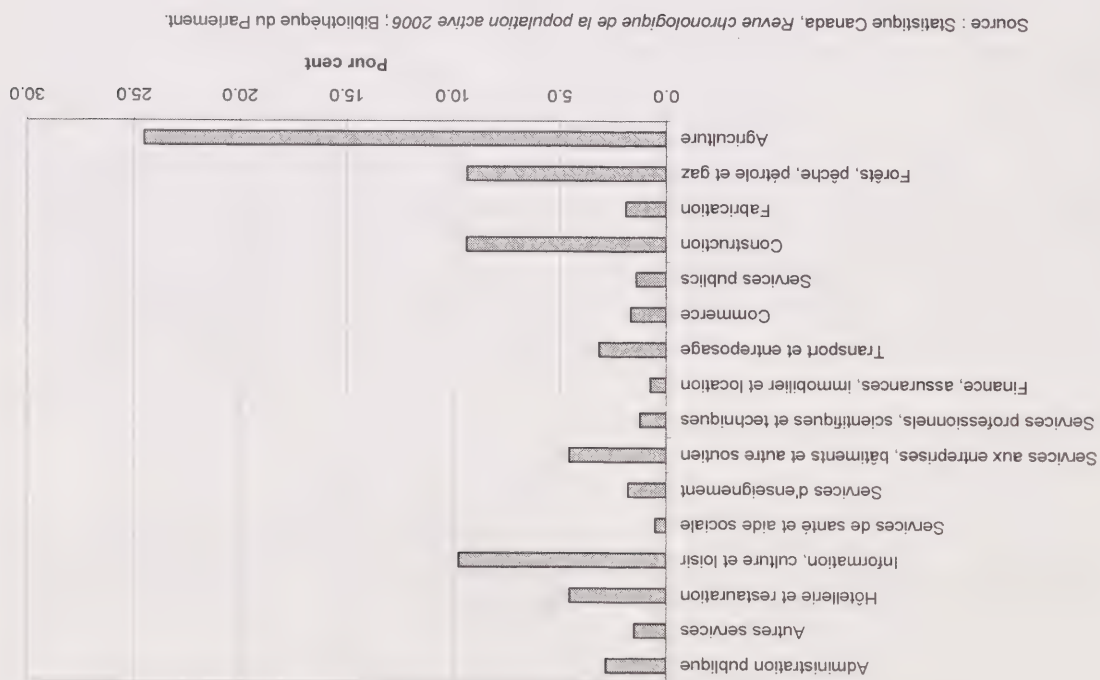 Administration publique
Autres services
Hôtellerie et restauration
Information, culture et loisir
Services de santé et aide sociale
Services d'enseignement
Services aux entreprises, bâtiments et autre soutien
Services professionnels, scientifiques et techniques
Finance, assurances, immobilier et location
Transport et entreposage
Commerce
Services publics
Construction
Fabrication
Forêts, pêche, pétrole et gaz
Agriculture
0.0 5.0 10.0 15.0 20.0 25.0 30.0
Pour cent
Source : Statistique Canada, Revue chronologique de la population active 2006 ; Bibliothèque du Parlement.